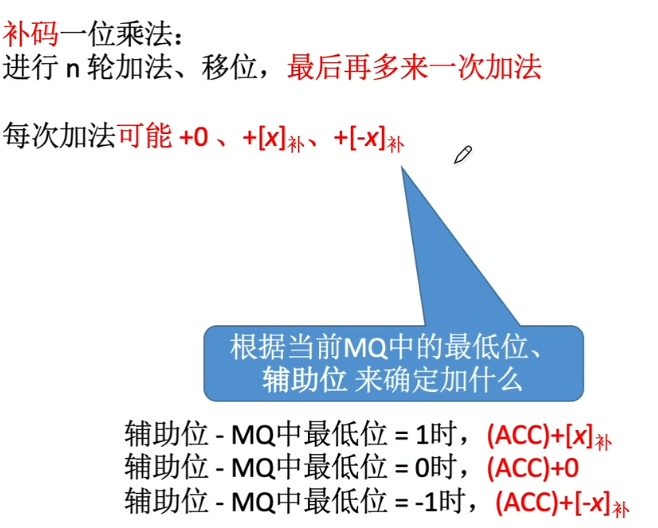 补码一位乘法：
进行 n 轮加法、移位，最后再多来一次加法
每次加法可能 +0 、+[x]补、+[-x]补
根据当前MQ中的最低位、
辅助位 来确定加什么
辅助位 - MQ中最低位 = 1时，(ACC)+[x]补
辅助位 - MQ中最低位 = 0时，(ACC)+0
辅助位 - MQ中最低位 = -1时，(ACC)+[-x]补